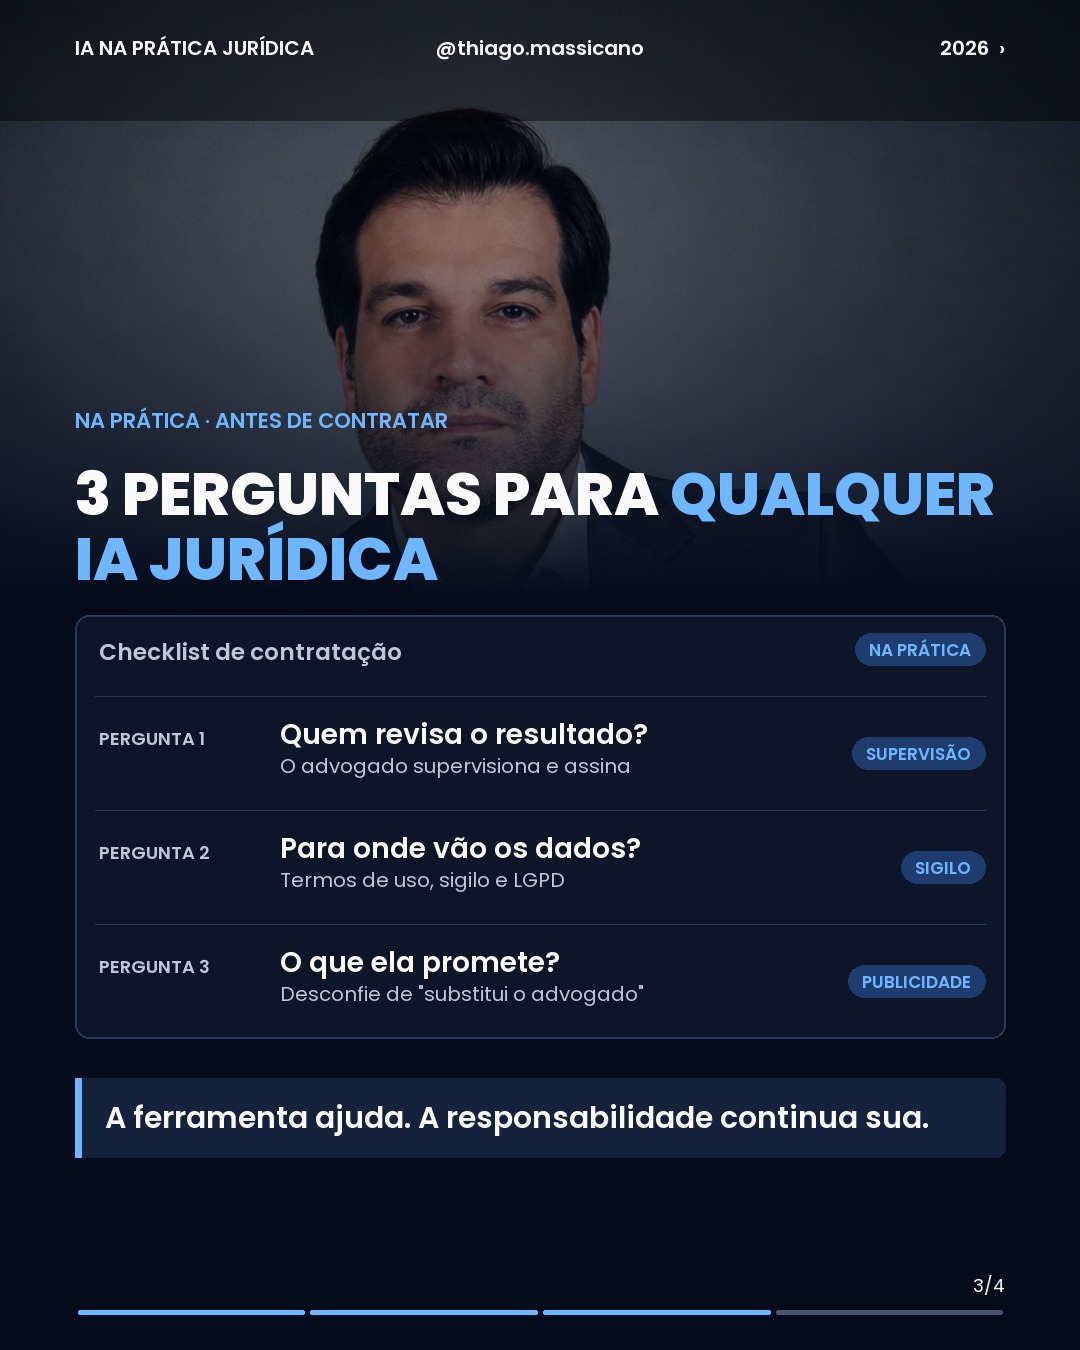 IA NA PRÁTICA JURÍDICA
@thiago.massicano
2026 ›
NA PRÁTICA · ANTES DE CONTRATAR
3 PERGUNTAS PARA QUALQUER
IA JURÍDICA
Checklist de contratação
NA PRÁTICA
PERGUNTA 1
Quem revisa o resultado?
O advogado supervisiona e assina
SUPERVISÃO
PERGUNTA 2
Para onde vão os dados?
Termos de uso, sigilo e LGPD
SIGILO
PERGUNTA 3
O que ela promete?
Desconfie de "substitui o advogado"
PUBLICIDADE
A ferramenta ajuda. A responsabilidade continua sua.
3/4